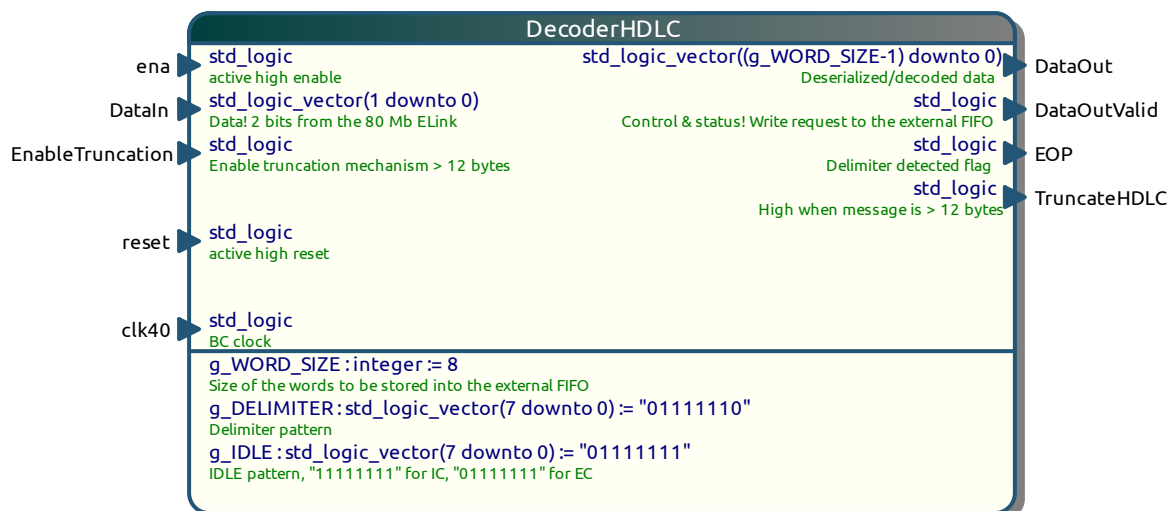 DecoderHDLC
ena
std_logic
active high enable
std_logic_vector((g_WORD_SIZE-1) downto 0)
Deserialized/decoded data
DataOut
DataIn
std_logic_vector(1 downto 0)
Data! 2 bits from the 80 Mb ELink
std_logic
Control & status! Write request to the external FIFO
DataOutValid
EnableTruncation
std_logic
Enable truncation mechanism > 12 bytes
std_logic
Delimiter detected flag
EOP
std_logic
High when message is > 12 bytes
TruncateHDLC
reset
std_logic
active high reset
clk40
std_logic
BC clock
g_WORD_SIZE : integer := 8
Size of the words to be stored into the external FIFO
g_DELIMITER : std_logic_vector(7 downto 0) := "01111110"
Delimiter pattern
g_IDLE : std_logic_vector(7 downto 0) := "01111111"
IDLE pattern, "11111111" for IC, "01111111" for EC